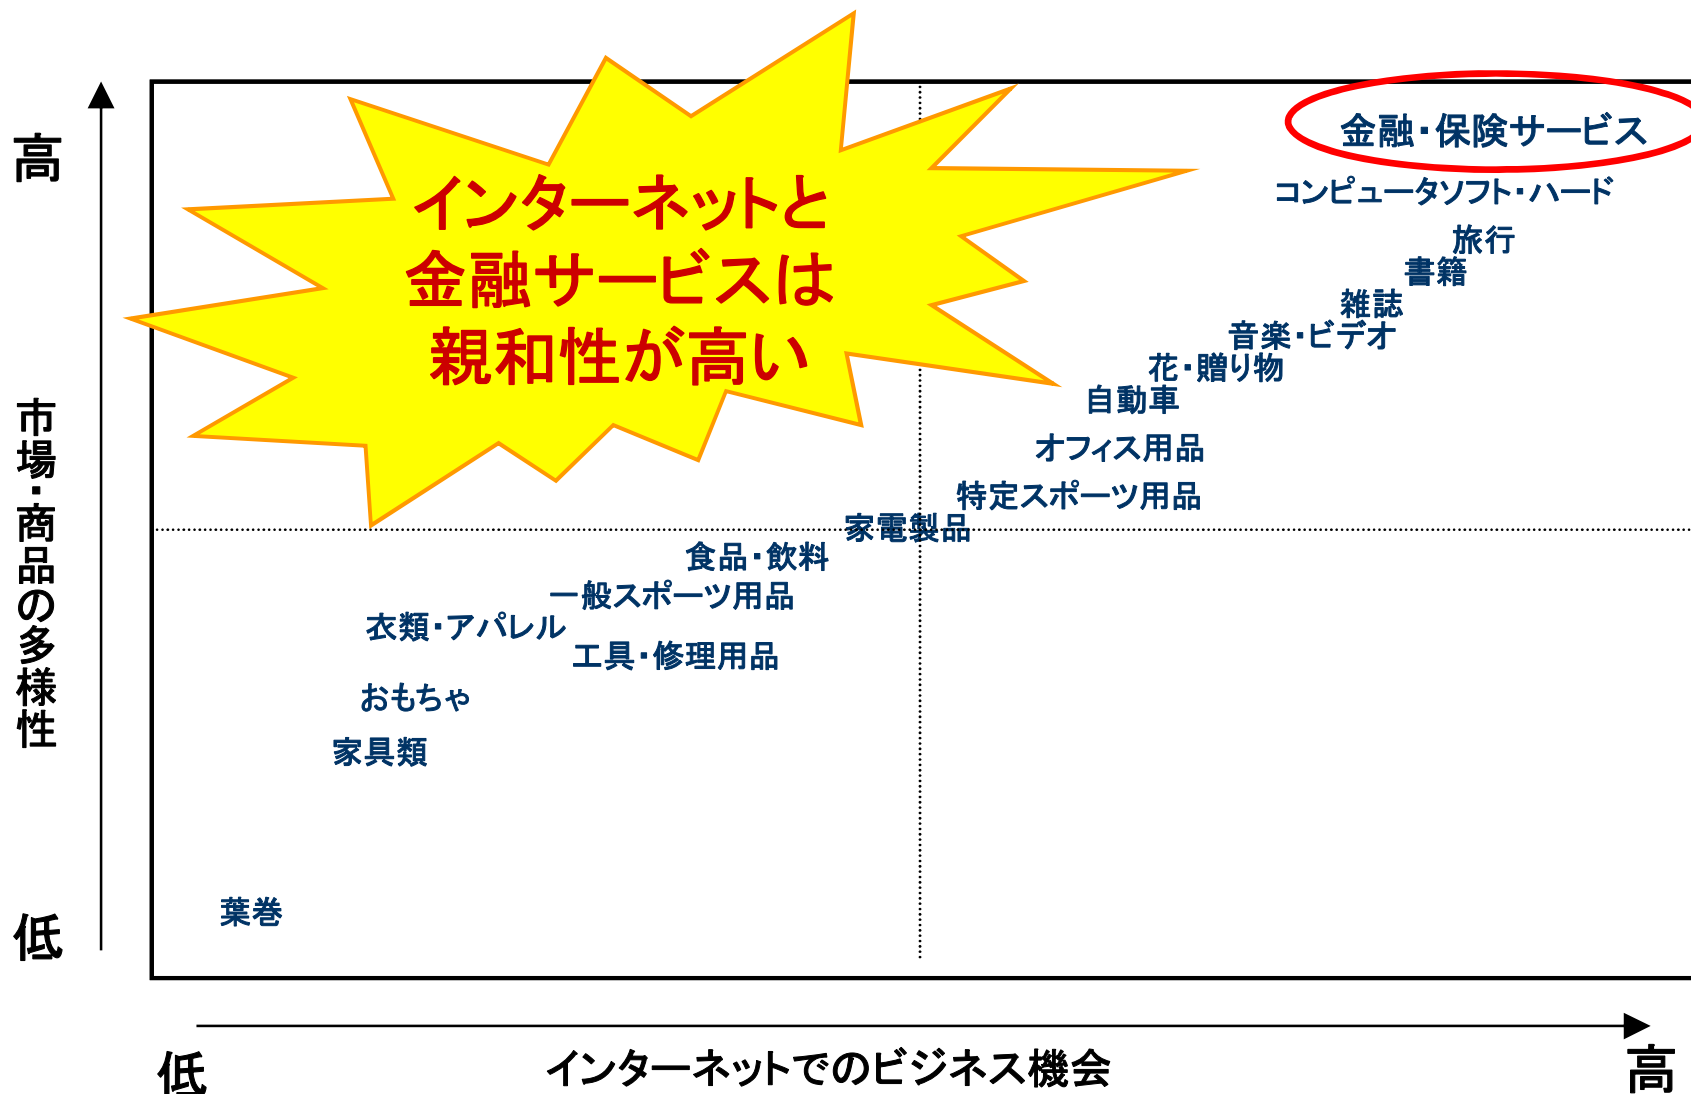 高
金融・保険サービス
インターネットと
金融サービスは
親和性が高い
コンピュータソフト・ハード
旅行
書籍
雑誌
音楽・ビデオ
花・贈り物
自動車
オフィス用品
特定スポーツ用品
家電製品
食品・飲料
一般スポーツ用品
衣類・アパレル
工具・修理用品
おもちゃ
家具類
葉巻
市場・商品の多様性
低
低
インターネットでのビジネス機会
高